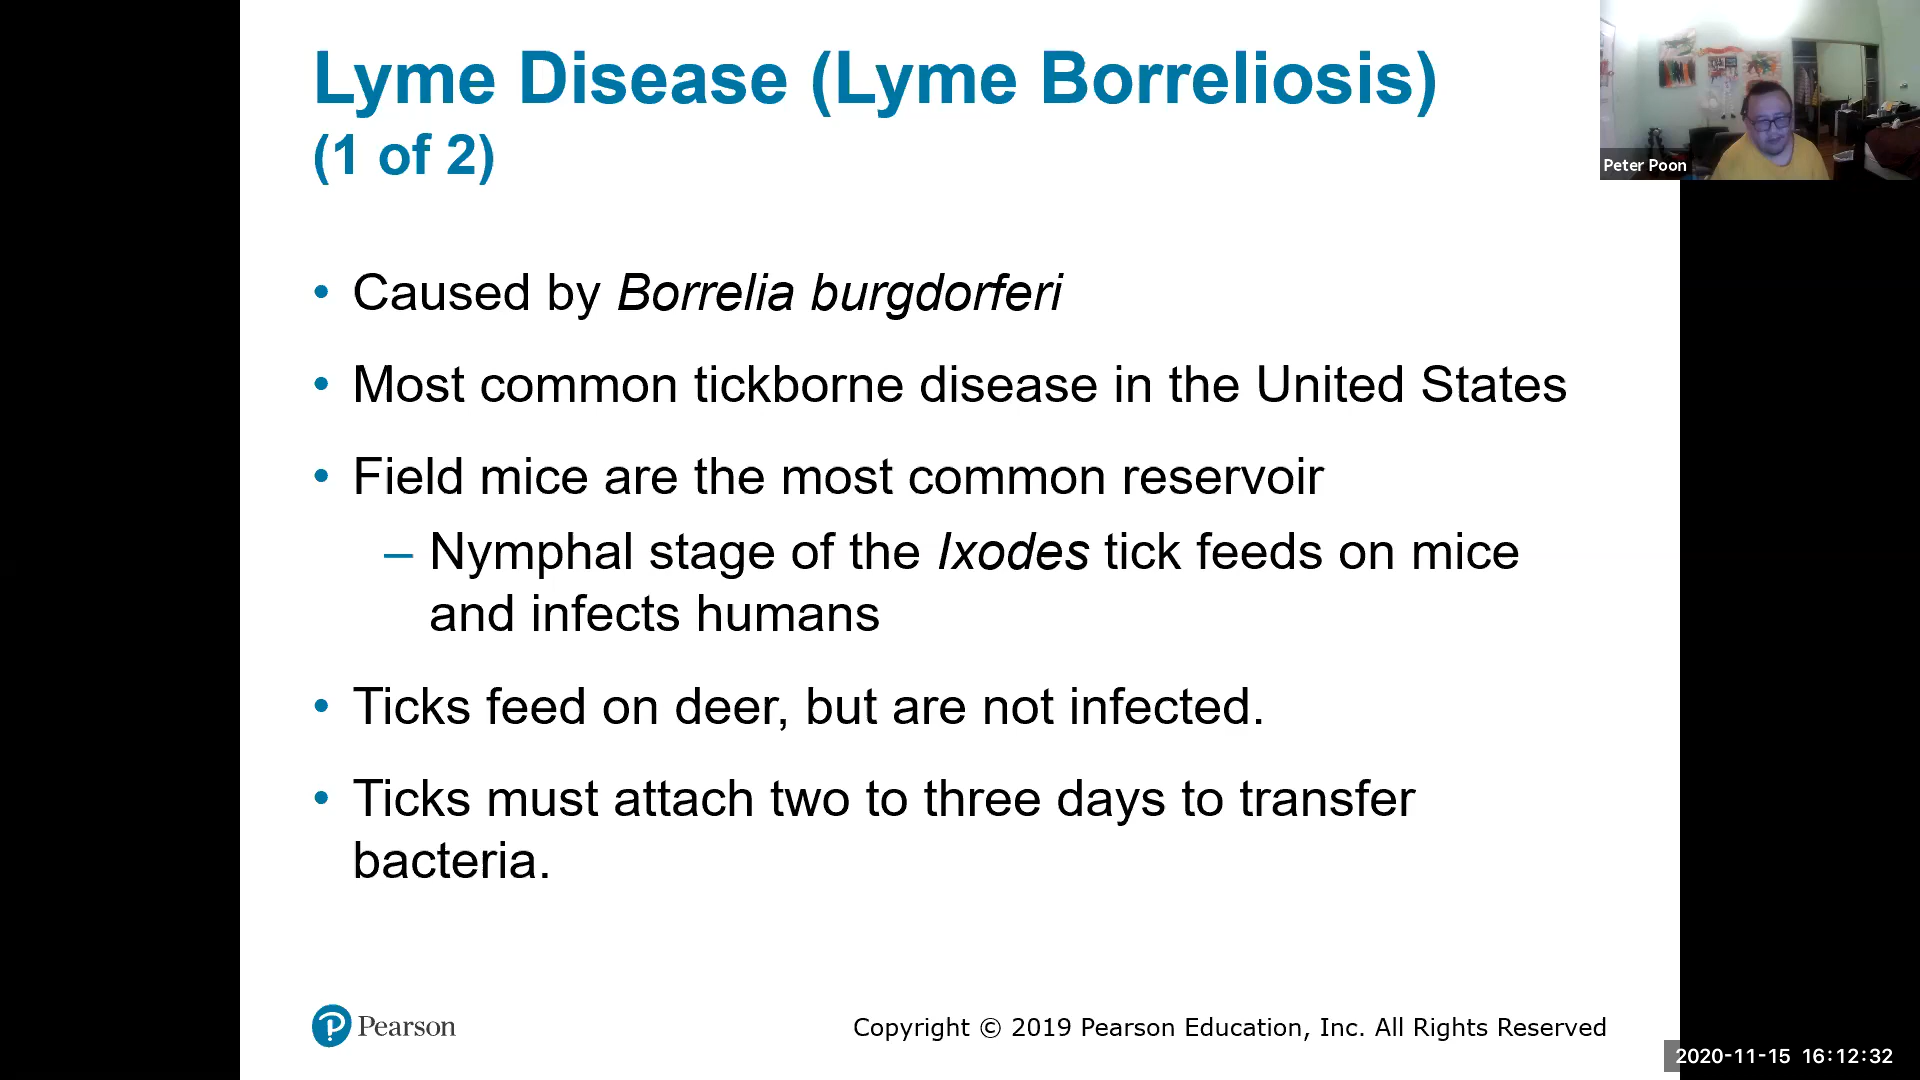 Lyme Disease (Lyme Borreliosis)
(1 of 2)
Peter Poon
• Caused by Borrelia burgdorferi
• Most common tickborne disease in the United States
• Field mice are the most common reservoir
– Nymphal stage of the Ixodes tick feeds on mice
and infects humans
• Ticks feed on deer, but are not infected.
• Ticks must attach two to three days to transfer
bacteria.
Pearson
Copyright © 2019 Pearson Education, Inc. All Rights Reserved
2020-11-15 16:12:32